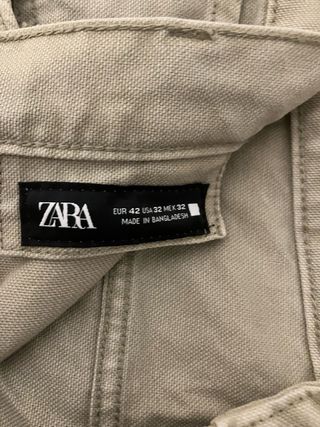 ZARA
EUR 42 USA 32 MEX 32
MADE IN BANGLADESH